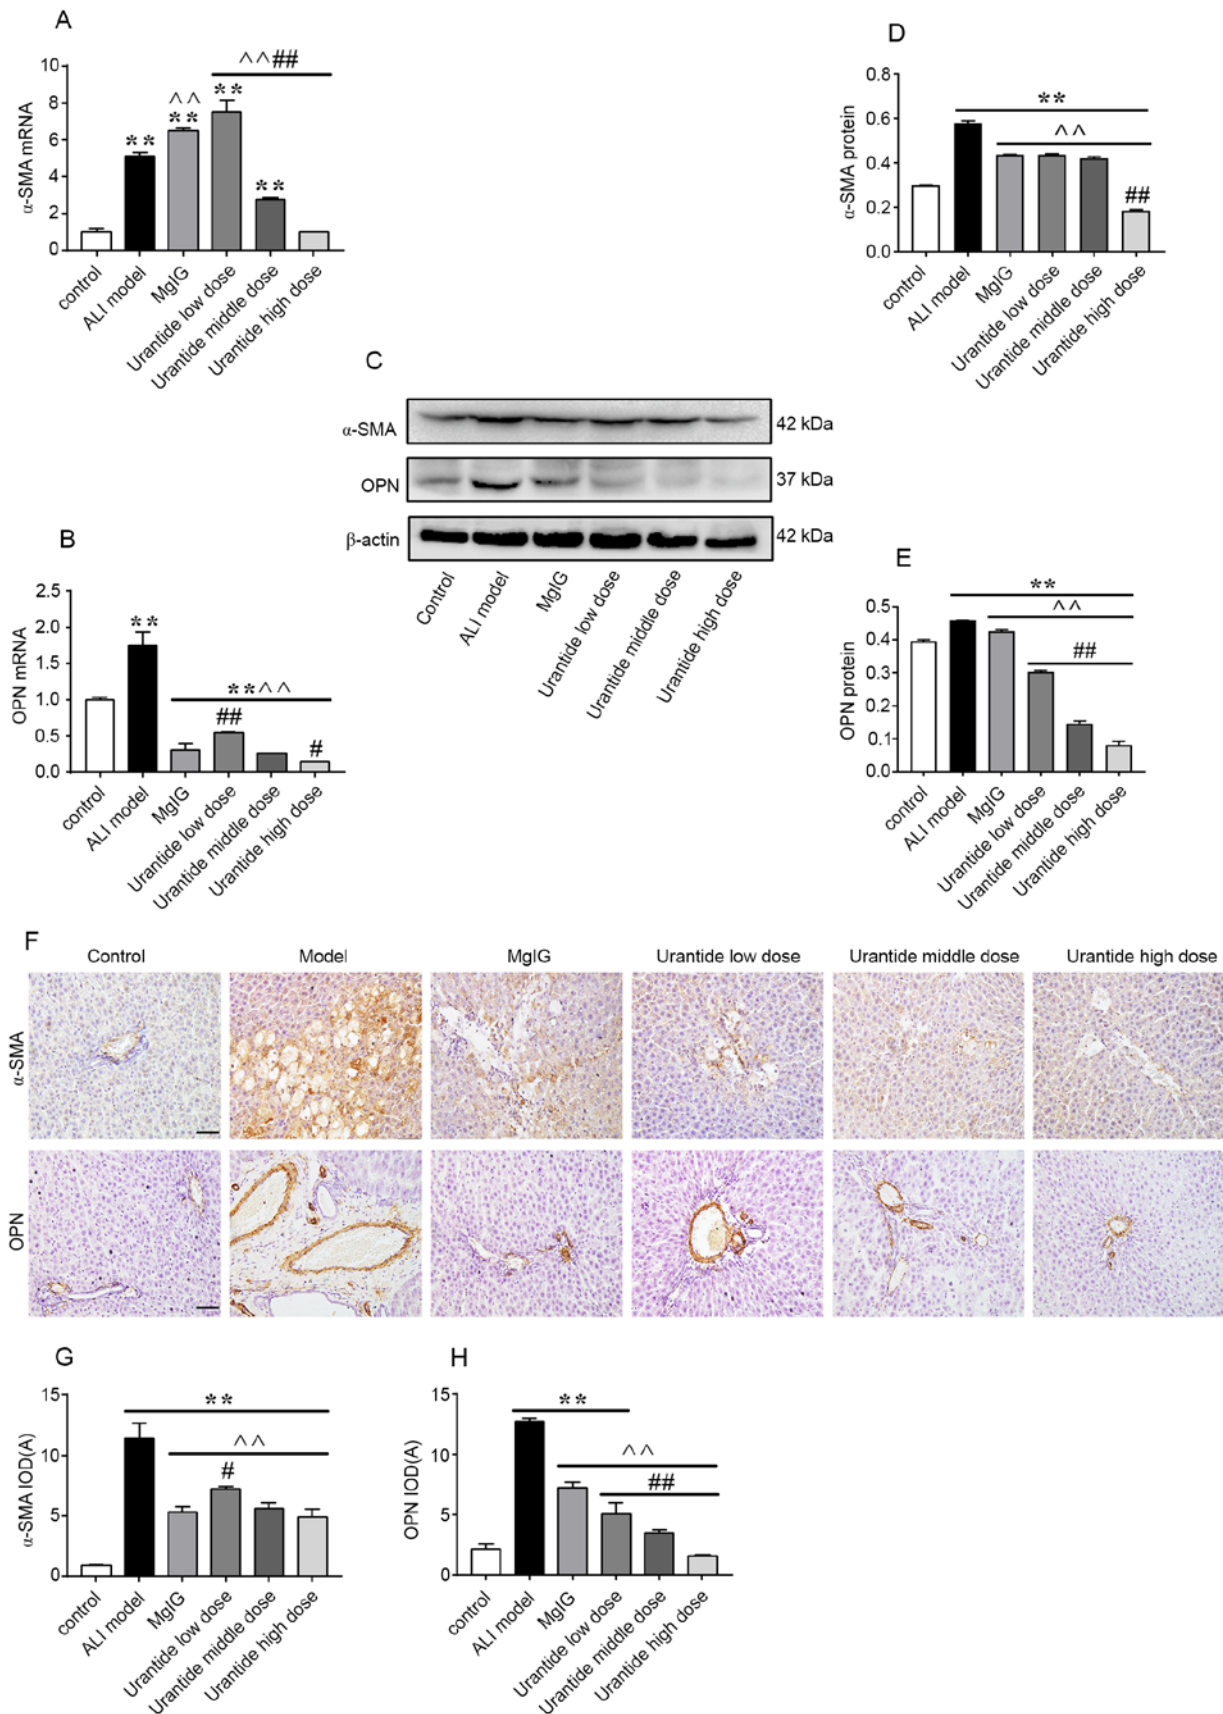 A
α-SMA mRNA
10
8
6
4
2
0
^^##
^^
**
**
**
**
control
ALI model
MgIG
Urantide low dose
Urantide middle dose
Urantide high dose
D
α-SMA protein
0.8
0.6
0.4
0.2
0.0
**
^^
##
control
ALI model
MgIG
Urantide low dose
Urantide middle dose
Urantide high dose
C
α-SMA
42 kDa
OPN
37 kDa
β-actin
42 kDa
Control
ALI model
MgIG
Urantide low dose
Urantide middle dose
Urantide high dose
B
OPN mRNA
2.5
2.0
1.5
1.0
0.5
0.0
**
**^^
##
#
control
ALI model
MgIG
Urantide low dose
Urantide middle dose
Urantide high dose
E
OPN protein
0.5
0.4
0.3
0.2
0.1
0.0
**
^^
##
control
ALI model
MgIG
Urantide low dose
Urantide middle dose
Urantide high dose
F
Control
Model
MgIG
Urantide low dose
Urantide middle dose
Urantide high dose
α-SMA
OPN
G
α-SMA IOD(A)
15
10
5
0
**
^^
#
control
ALI model
MgIG
Urantide low dose
Urantide middle dose
Urantide high dose
H
OPN IOD(A)
15
10
5
0
**
^^
##
control
ALI model
MgIG
Urantide low dose
Urantide middle dose
Urantide high dose